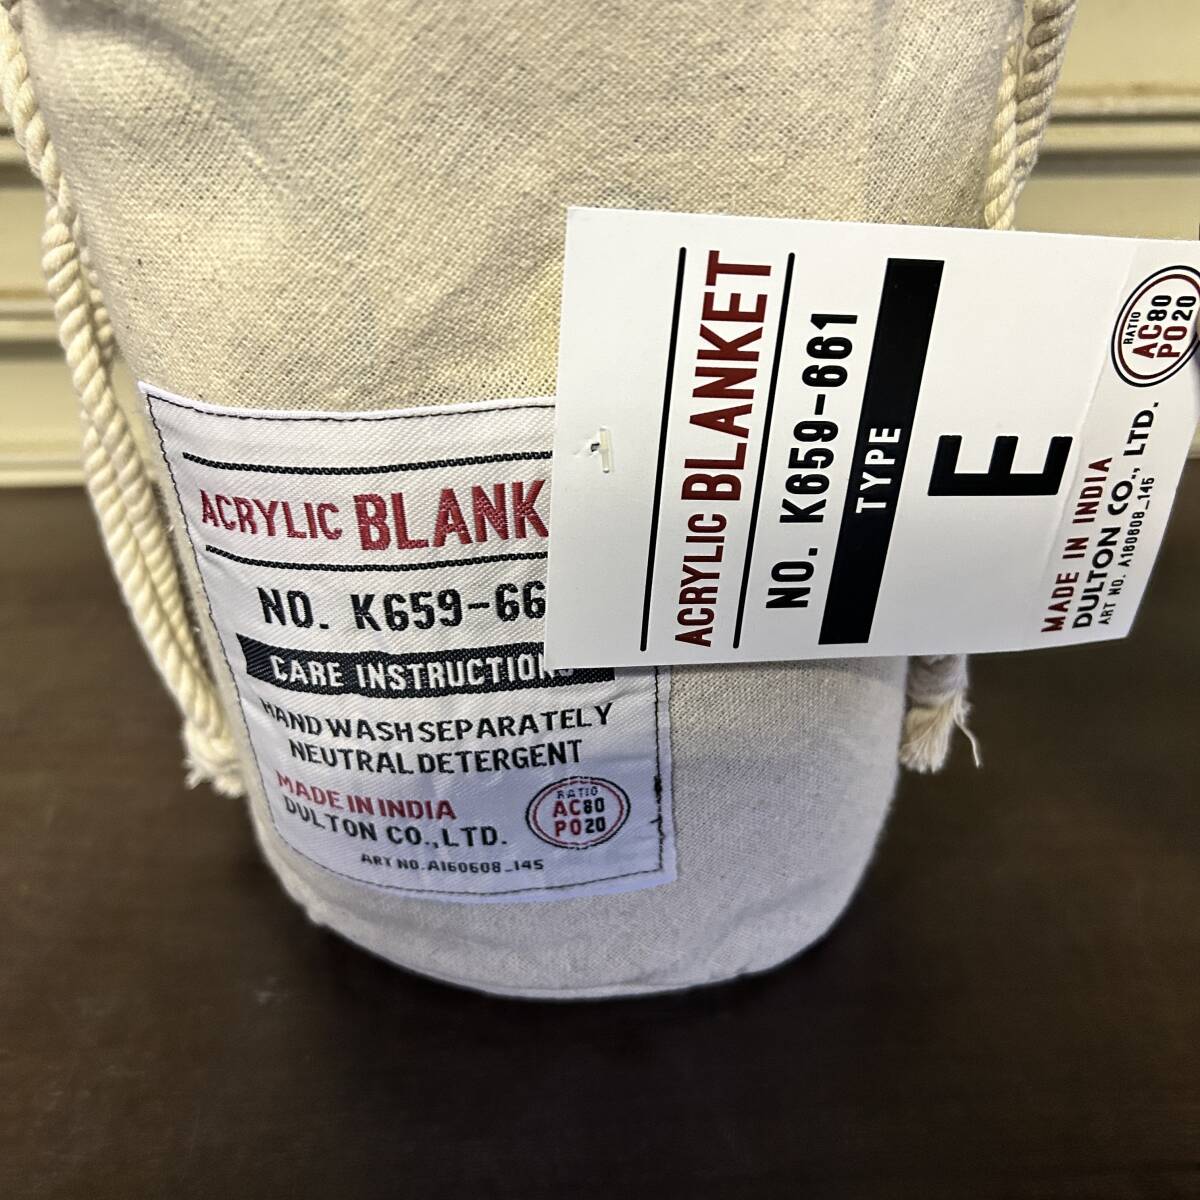 ACRYLIC BLANK
NO. K659-66
CARE INSTRUCTIONS
HAND WASH SEPARATELY
NEUTRAL DETERGENT
MADE IN INDIA
DULTON CO.,LTD.
ART NO. A160608_145
RATIO
AC80
PO20
ACRYLIC BLANKET
NO. K659-661
TYPE
E
MADE IN INDIA
DULTON CO., LTD.
ART NO. A160608_145
RATIO
AC80
PO20